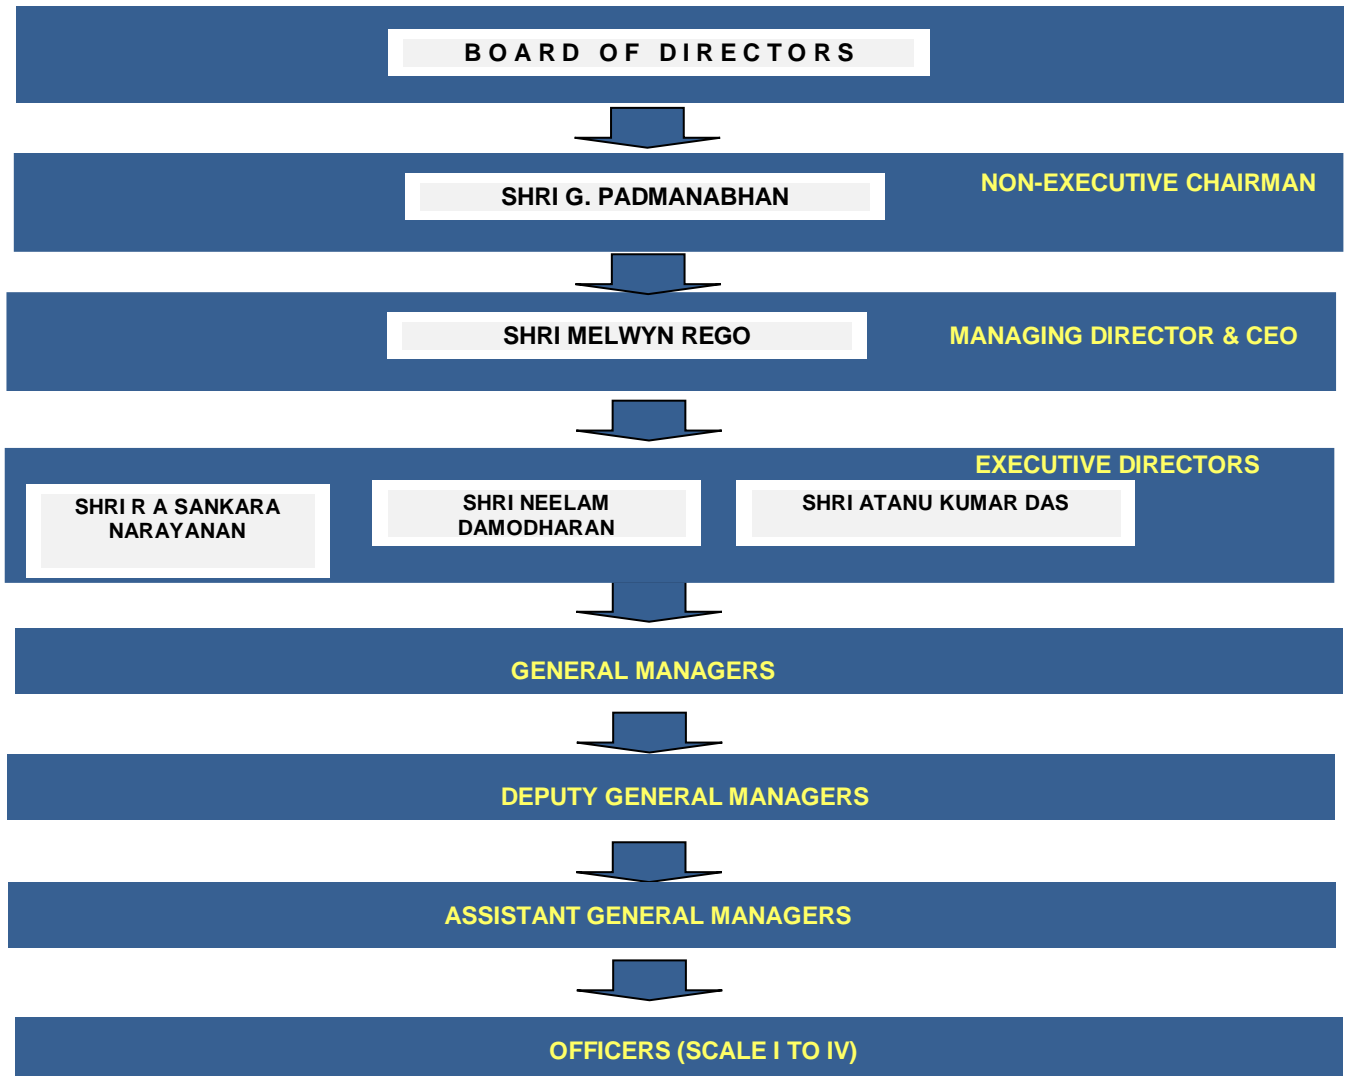 BOARD OF DIRECTORS
NON-EXECUTIVE CHAIRMAN
SHRI G. PADMANABHAN
SHRI MELWYN REGO
MANAGING DIRECTOR & CEO
EXECUTIVE DIRECTORS
SHRI R A SANKARA
NARAYANAN
SHRI NEELAM
DAMODHARAN
SHRI ATANU KUMAR DAS
GENERAL MANAGERS
DEPUTY GENERAL MANAGERS
ASSISTANT GENERAL MANAGERS
OFFICERS (SCALE I TO IV)